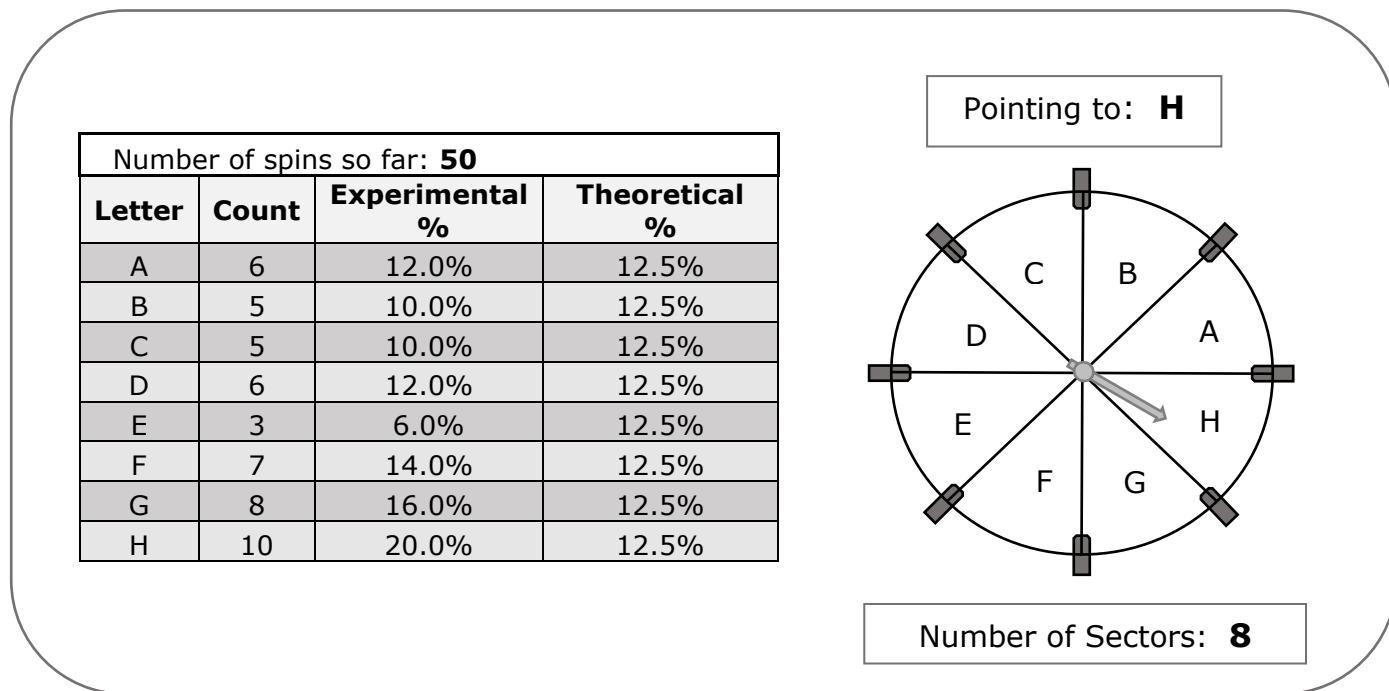 Number of spins so far: 50
Letter Count Experimental % Theoretical %
A 6 12.0% 12.5%
B 5 10.0% 12.5%
C 5 10.0% 12.5%
D 6 12.0% 12.5%
E 3 6.0% 12.5%
F 7 14.0% 12.5%
G 8 16.0% 12.5%
H 10 20.0% 12.5%
Pointing to: H
C B
D A
E H
F G
Number of Sectors: 8